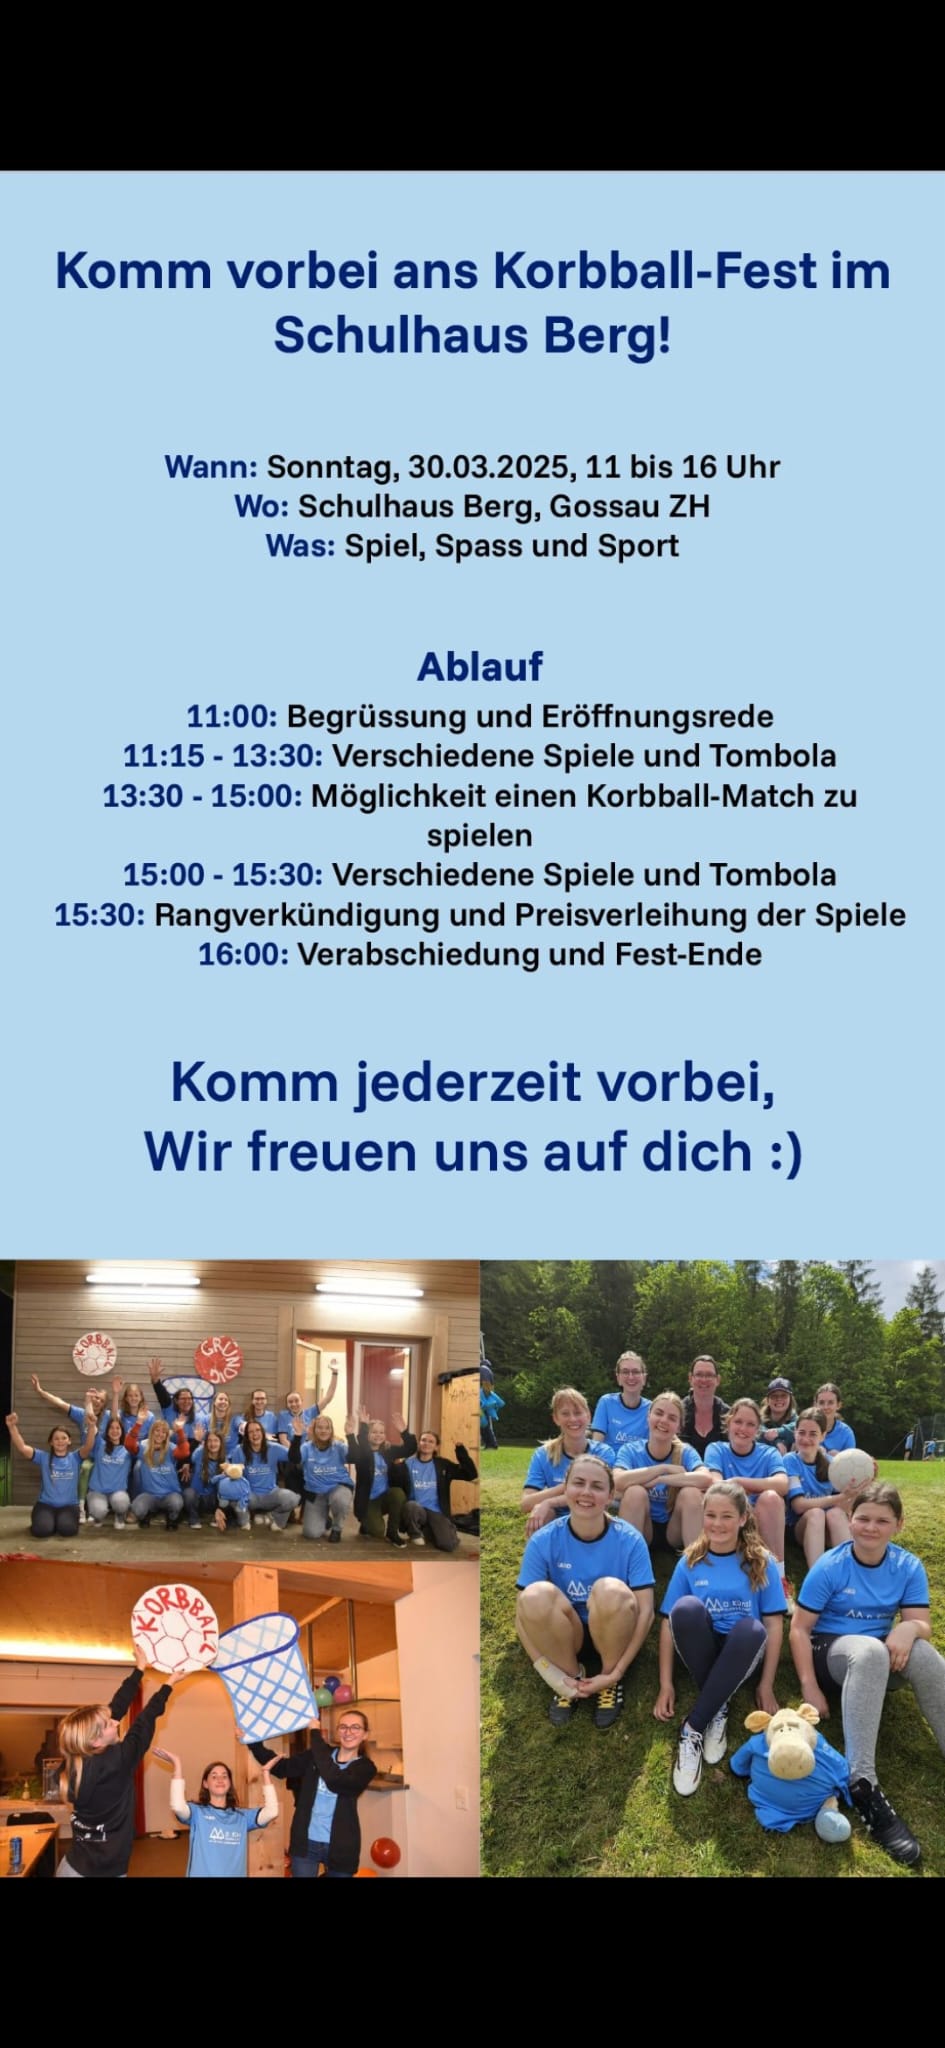 Komm vorbei ans Korbball-Fest im
Schulhaus Berg!
Wann: Sonntag, 30.03.2025, 11 bis 16 Uhr
Wo: Schulhaus Berg, Gossau ZH
Was: Spiel, Spass und Sport
Ablauf
11:00: Begrüssung und Eröffnungsrede
11:15 - 13:30: Verschiedene Spiele und Tombola
13:30 - 15:00: Möglichkeit einen Korbball-Match zu
spielen
15:00 - 15:30: Verschiedene Spiele und Tombola
15:30: Rangverkündigung und Preisverleihung der Spiele
16:00: Verabschiedung und Fest-Ende
Komm jederzeit vorbei,
Wir freuen uns auf dich :)
KORBBALL
GRÜNDIG
KORBBALL